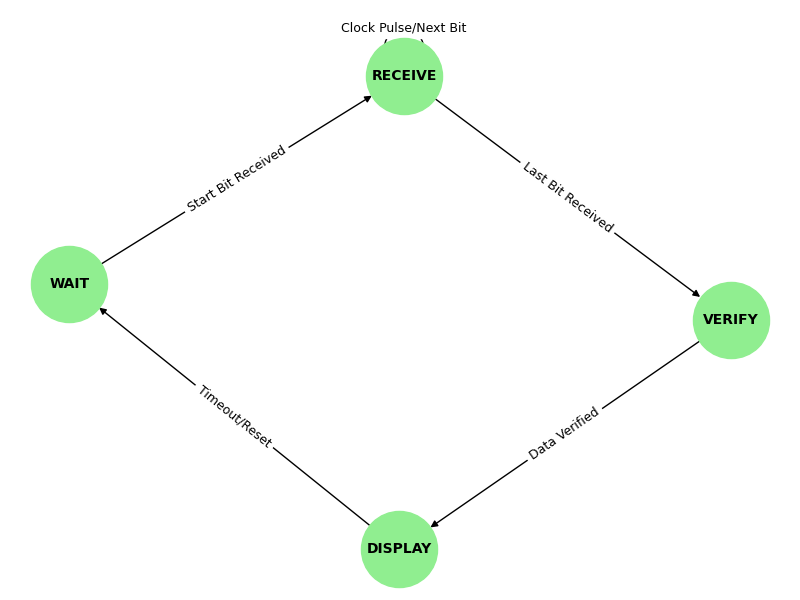 Clock Pulse/Next Bit
RECEIVE
Start Bit Received
Last Bit Received
WAIT
VERIFY
Timeout/Reset
Data Verified
DISPLAY